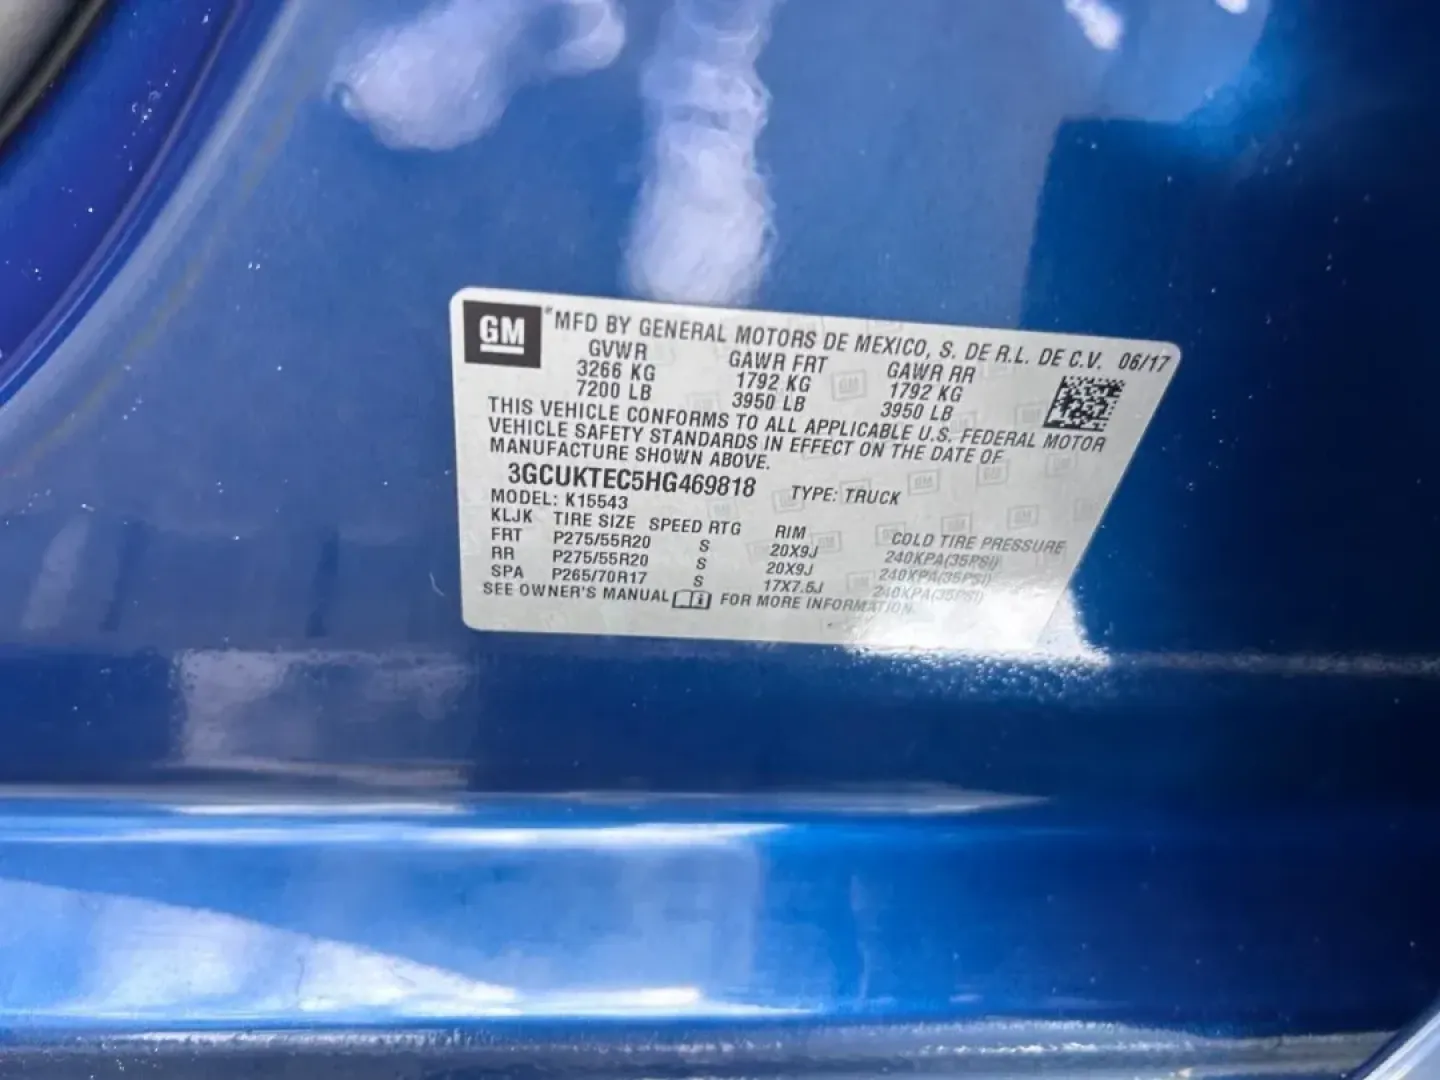 GM *MFD BY GENERAL MOTORS DE MEXICO, S. DE R.L. DE C.V. 06/17
GVWR GAWR FRT GAWR RR
3266 KG 1792 KG 1792 KG
7200 LB 3950 LB 3950 LB
THIS VEHICLE CONFORMS TO ALL APPLICABLE U.S. FEDERAL MOTOR
VEHICLE SAFETY STANDARDS IN EFFECT ON THE DATE OF
MANUFACTURE SHOWN ABOVE.
3GCUKTEC5HG469818 TYPE: TRUCK
MODEL: K15543
KLJK TIRE SIZE SPEED RTG RIM COLD TIRE PRESSURE
FRT P275/55R20 S 20X9J 240KPA(35PSI)
RR P275/55R20 S 20X9J 240KPA(35PSI)
SPA P265/70R17 S 17X7.5J 240KPA(35PSI)
SEE OWNER'S MANUAL FOR MORE INFORMATION.